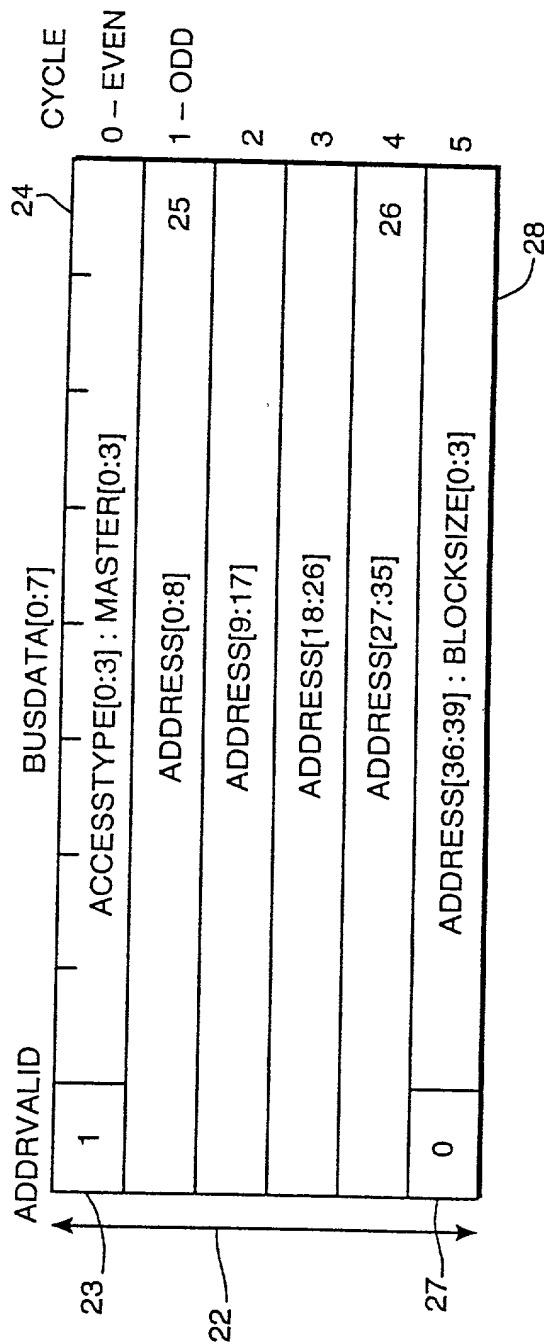 ADDRVALID BUSDATA[0:7] 24 CYCLE
23 1 ACCESSTYPE[0:3] : MASTER[0:3] 0 – EVEN
ADDRESS[0:8] 25 1 – ODD
22 ADDRESS[9:17] 2
ADDRESS[18:26] 3
ADDRESS[27:35] 26 4
27 0 ADDRESS[36:39] : BLOCKSIZE[0:3] 5
28